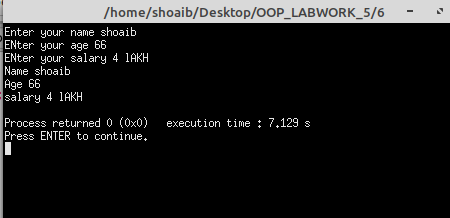 /home/shoaib/Desktop/OOP_LABWORK_5/6
Enter your name shoaib
ENter your age 66
ENter your salary 4 lAKH
Name shoaib
Age 66
salary 4 lAKH
Process returned 0 (0x0)   execution time : 7.129 s
Press ENTER to continue.